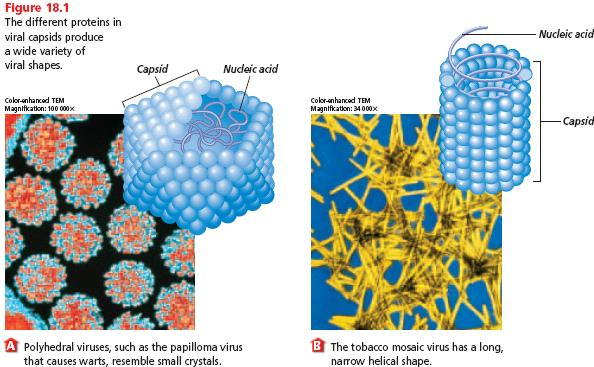 Figure 18.1
The different proteins in
viral capsids produce
a wide variety of
viral shapes.
Capsid
Nucleic acid
Color-enhanced TEM
Magnification: 100 000×
A Polyhedral viruses, such as the papilloma virus
that causes warts, resemble small crystals.
Nucleic acid
Color-enhanced TEM
Magnification: 34 000×
Capsid
B The tobacco mosaic virus has a long,
narrow helical shape.